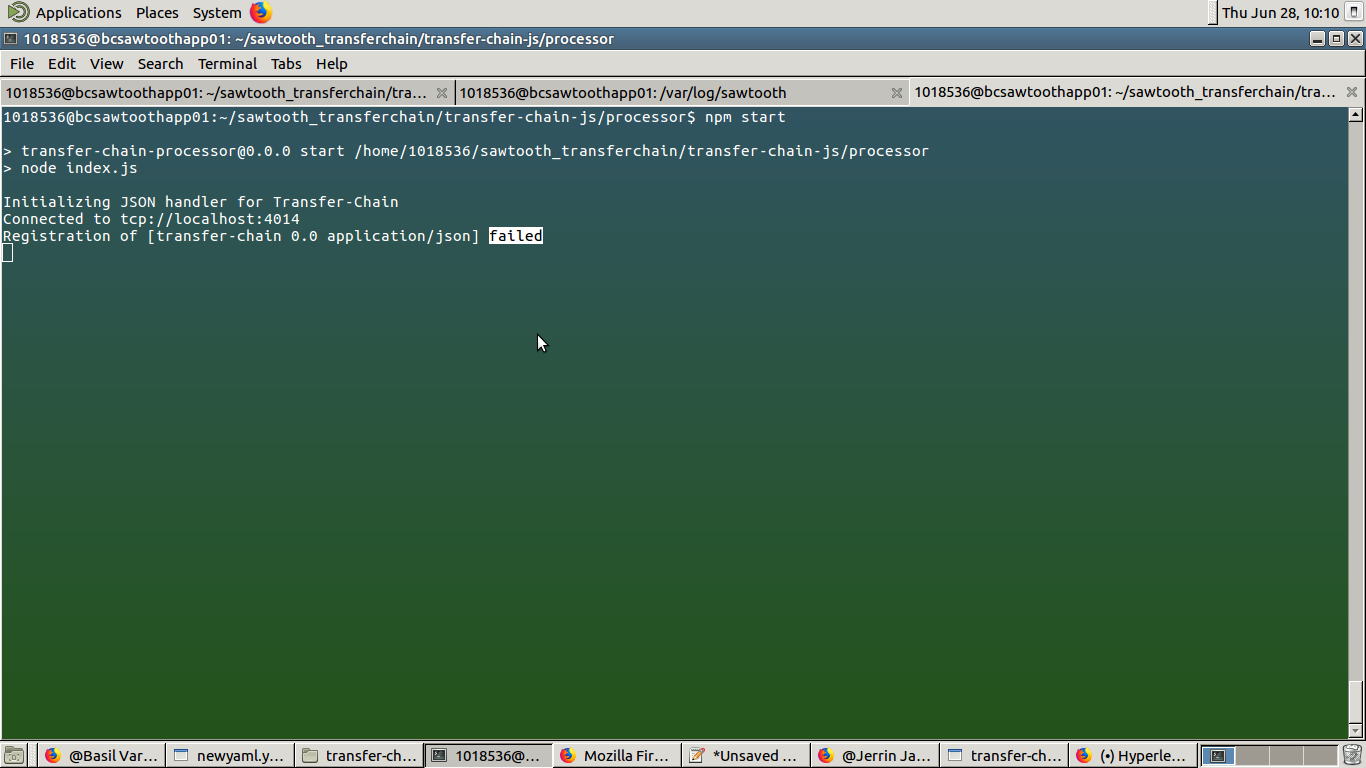 Applications Places System Thu Jun 28, 10:10
1018536@bcsawtoothapp01: ~/sawtooth_transferchain/transfer-chain-js/processor
File Edit View Search Terminal Tabs Help
1018536@bcsawtoothapp01: ~/sawtooth_transferchain/tra... 1018536@bcsawtoothapp01: /var/log/sawtooth 1018536@bcsawtoothapp01: ~/sawtooth_transferchain/tra...
1018536@bcsawtoothapp01:~/sawtooth_transferchain/transfer-chain-js/processor$ npm start
> transfer-chain-processor@0.0.0 start /home/1018536/sawtooth_transferchain/transfer-chain-js/processor
> node index.js
Initializing JSON handler for Transfer-Chain
Connected to tcp://localhost:4014
Registration of [transfer-chain 0.0 application/json] failed
@Basil Var... newyaml.y... transfer-ch... 1018536@... Mozilla Fir... *Unsaved ... @Jerrin Ja... transfer-ch... (•) Hyperle...